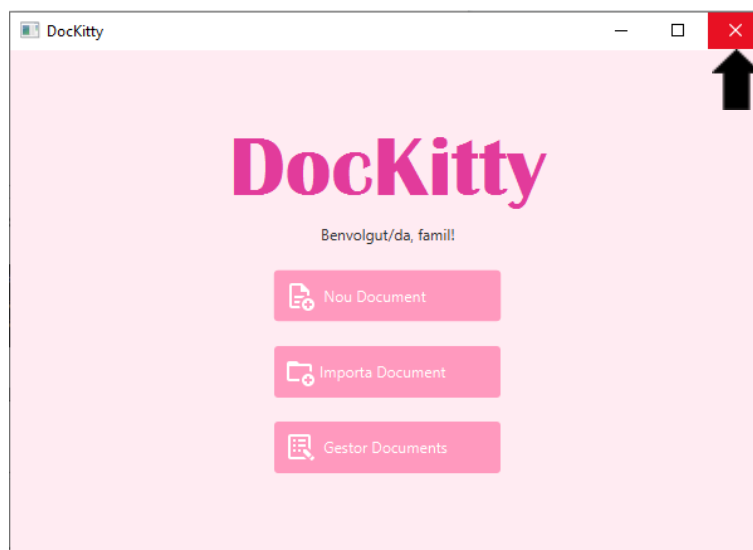 DocKitty
DocKitty
Benvolgut/da, famil!
Nou Document
Importa Document
Gestor Documents